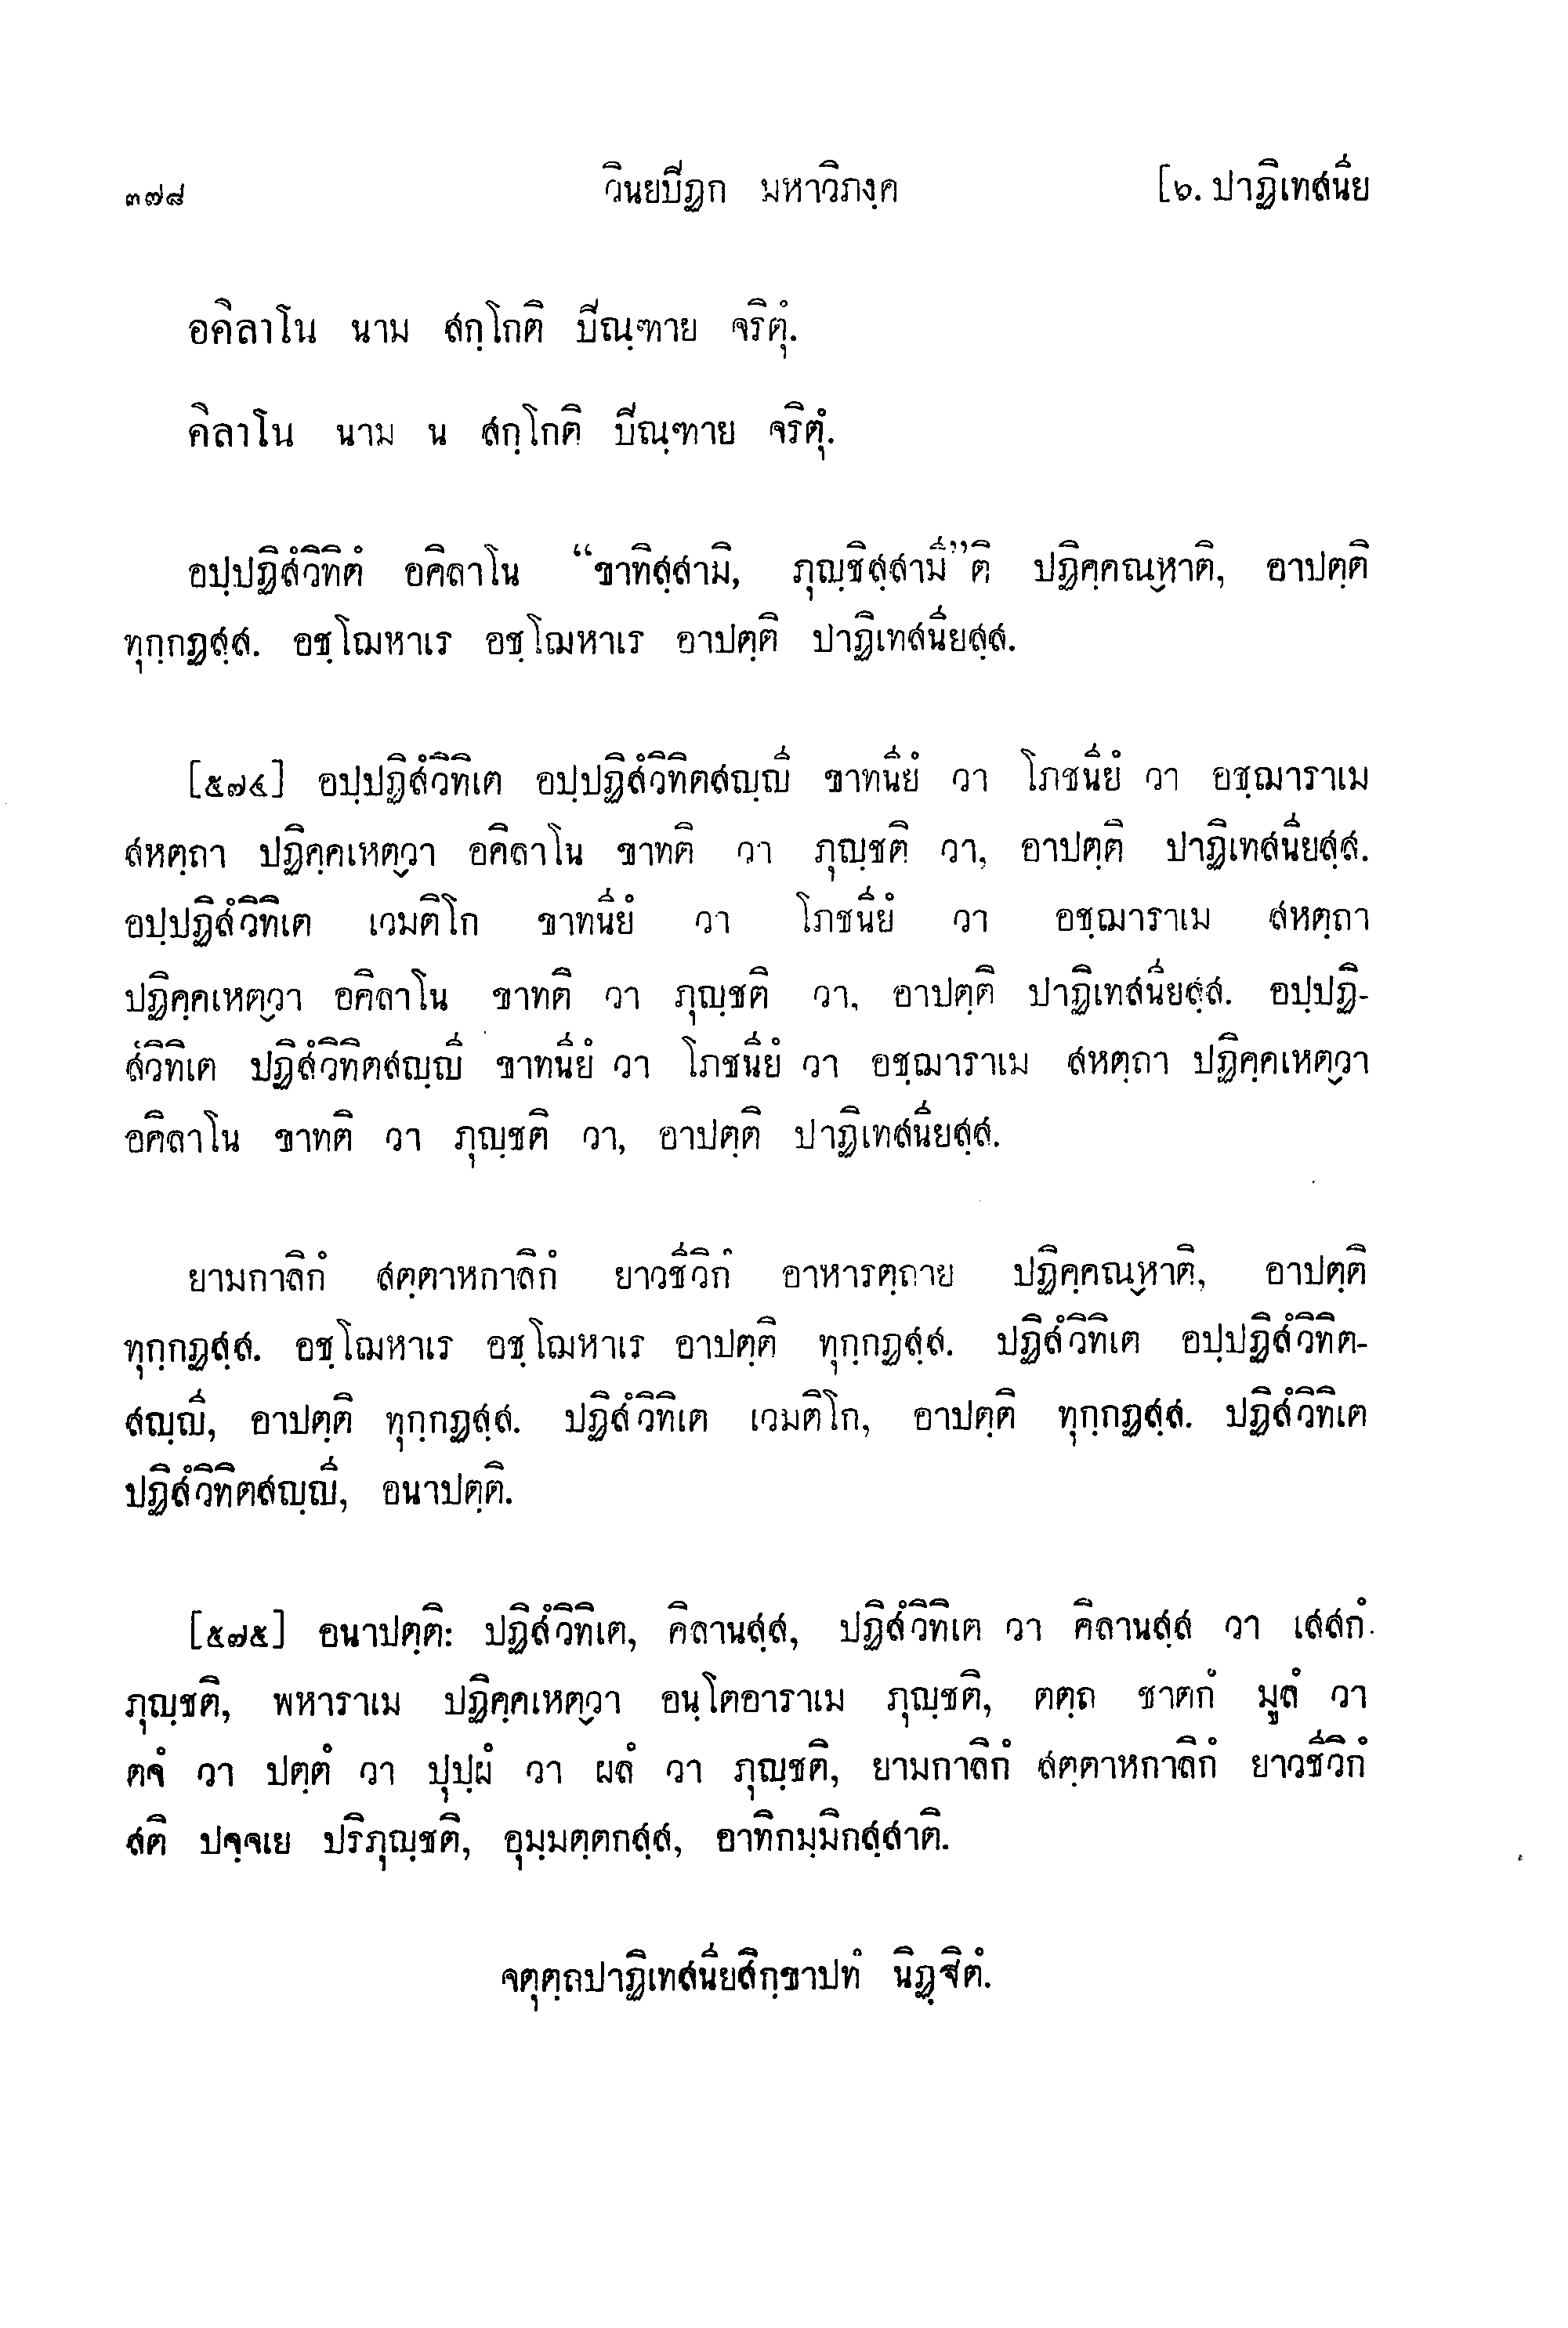 ๓๗๘ วินยปิฏก มหาวิภงฺค [๖. ปาฏิเทสนีย
อคิลาโน นาม สกฺโกติ ปิณฺฑาย จริตุํ.
คิลาโน นาม น สกฺโกติ ปิณฺฑาย จริตุํ.
อปฺปฏิสํวิทิตํ อคิลาโน “ขาทิสฺสามิ, ภุญฺชิสฺสามี”ติ ปฏิคฺคณฺหาติ, อาปตฺติ
ทุกฺกฏสฺส. อชฺโฌหาเร อชฺโฌหาเร อาปตฺติ ปาฏิเทสนียสฺส.
[๕๗๔] อปฺปฏิสํวิทิเต อปฺปฏิสํวิทิตสญฺญี ขาทนียํ วา โภชนียํ วา อชฺฌาราเม
สหตฺถา ปฏิคฺคเหตฺวา อคิลาโน ขาทติ วา ภุญฺชติ วา, อาปตฺติ ปาฏิเทสนียสฺส.
อปฺปฏิสํวิทิเต เวมติโก ขาทนียํ วา โภชนียํ วา อชฺฌาราเม สหตฺถา
ปฏิคฺคเหตฺวา อคิลาโน ขาทติ วา ภุญฺชติ วา, อาปตฺติ ปาฏิเทสนียสฺส. อปฺปฏิ-
สํวิทิเต ปฏิสํวิทิตสญฺญี ขาทนียํ วา โภชนียํ วา อชฺฌาราเม สหตฺถา ปฏิคฺคเหตฺวา
อคิลาโน ขาทติ วา ภุญฺชติ วา, อาปตฺติ ปาฏิเทสนียสฺส.
ยามกาลิกํ สตฺตาหกาลิกํ ยาวชีวิกํ อาหารตฺถาย ปฏิคฺคณฺหาติ, อาปตฺติ
ทุกฺกฏสฺส. อชฺโฌหาเร อชฺโฌหาเร อาปตฺติ ทุกฺกฏสฺส. ปฏิสํวิทิเต อปฺปฏิสํวิทิต-
สญฺญี, อาปตฺติ ทุกฺกฏสฺส. ปฏิสํวิทิเต เวมติโก, อาปตฺติ ทุกฺกฏสฺส. ปฏิสํวิทิเต
ปฏิสํวิทิตสญฺญี, อนาปตฺติ.
[๕๗๕] อนาปตฺติ: ปฏิสํวิทิเต, คิลานสฺส, ปฏิสํวิทิเต วา คิลานสฺส วา เสสกํ
ภุญฺชติ, พหาราเม ปฏิคฺคเหตฺวา อนฺโตอาราเม ภุญฺชติ, ตตฺถ ชาตกํ มูลํ วา
ตจํ วา ปตฺตํ วา ปุปฺผํ วา ผลํ วา ภุญฺชติ, ยามกาลิกํ สตฺตาหกาลิกํ ยาวชีวิกํ
สติ ปจฺจเย ปริภุญฺชติ, อุมฺมตฺตกสฺส, อาทิกมฺมิกสฺสาติ.
จตุตฺถปาฏิเทสนียสิกฺขาปทํ นิฏฺฐิตํ.